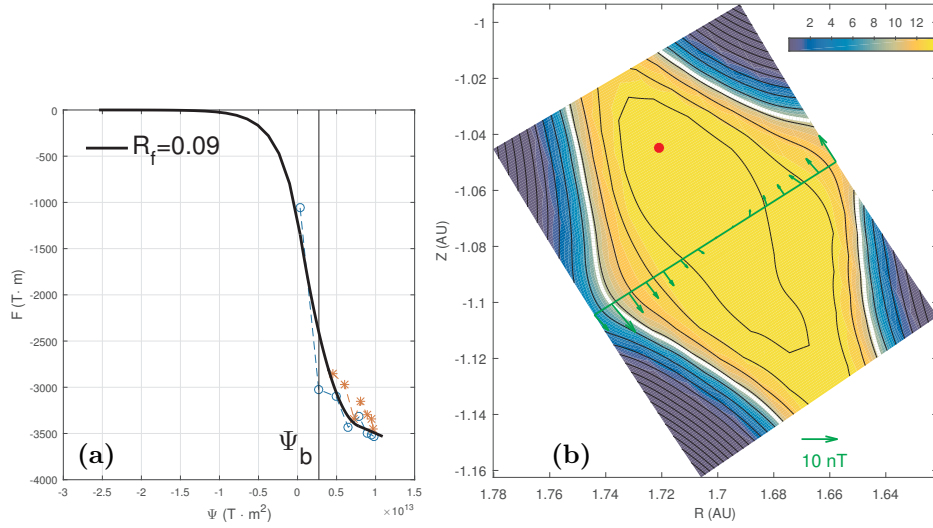 0
-500
-1000
-1500
-2000
-2500
-3000
-3500
-4000
F (T· m)
R_f=0.09
(a)
Ψ_b
-3 -2.5 -2 -1.5 -1 -0.5 0 0.5 1 1.5
Ψ (T · m²)
×10¹³
2 4 6 8 10 12
-1
-1.02
-1.04
-1.06
-1.08
-1.1
-1.12
-1.14
-1.16
Z (AU)
(b)
10 nT
1.78 1.76 1.74 1.72 1.7 1.68 1.66 1.64
R (AU)